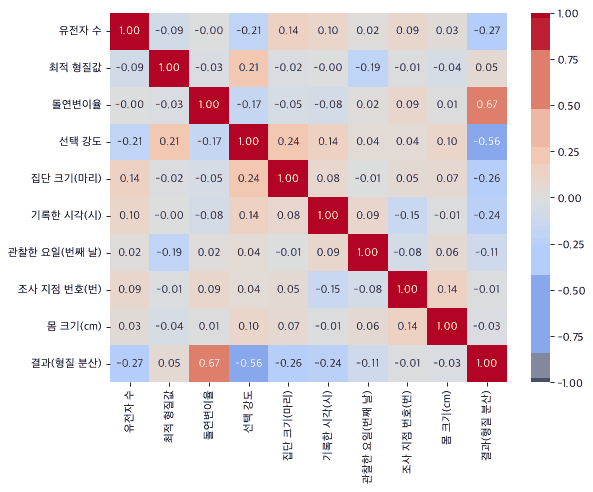 유전자 수 1.00 -0.09 -0.00 -0.21 0.14 0.10 0.02 0.09 0.03 -0.27
최적 형질값 -0.09 1.00 -0.03 0.21 -0.02 -0.00 -0.19 -0.01 -0.04 0.05
돌연변이율 -0.00 -0.03 1.00 -0.17 -0.05 -0.08 0.02 0.09 0.01 0.67
선택 강도 -0.21 0.21 -0.17 1.00 0.24 0.14 0.04 0.04 0.10 -0.56
집단 크기(마리) 0.14 -0.02 -0.05 0.24 1.00 0.08 -0.01 0.05 0.07 -0.26
기록한 시각(시) 0.10 -0.00 -0.08 0.14 0.08 1.00 0.09 -0.15 -0.01 -0.24
관찰한 요일(번째 날) 0.02 -0.19 0.02 0.04 -0.01 0.09 1.00 -0.08 0.06 -0.11
조사 지점 번호(번) 0.09 -0.01 0.09 0.04 0.05 -0.15 -0.08 1.00 0.14 -0.01
몸 크기(cm) 0.03 -0.04 0.01 0.10 0.07 -0.01 0.06 0.14 1.00 -0.03
결과(형질 분산) -0.27 0.05 0.67 -0.56 -0.26 -0.24 -0.11 -0.01 -0.03 1.00
유전자 수
최적 형질값
돌연변이율
선택 강도
집단 크기(마리)
기록한 시각(시)
관찰한 요일(번째 날)
조사 지점 번호(번)
몸 크기(cm)
결과(형질 분산)
1.00
0.75
0.50
0.25
0.00
-0.25
-0.50
-0.75
-1.00